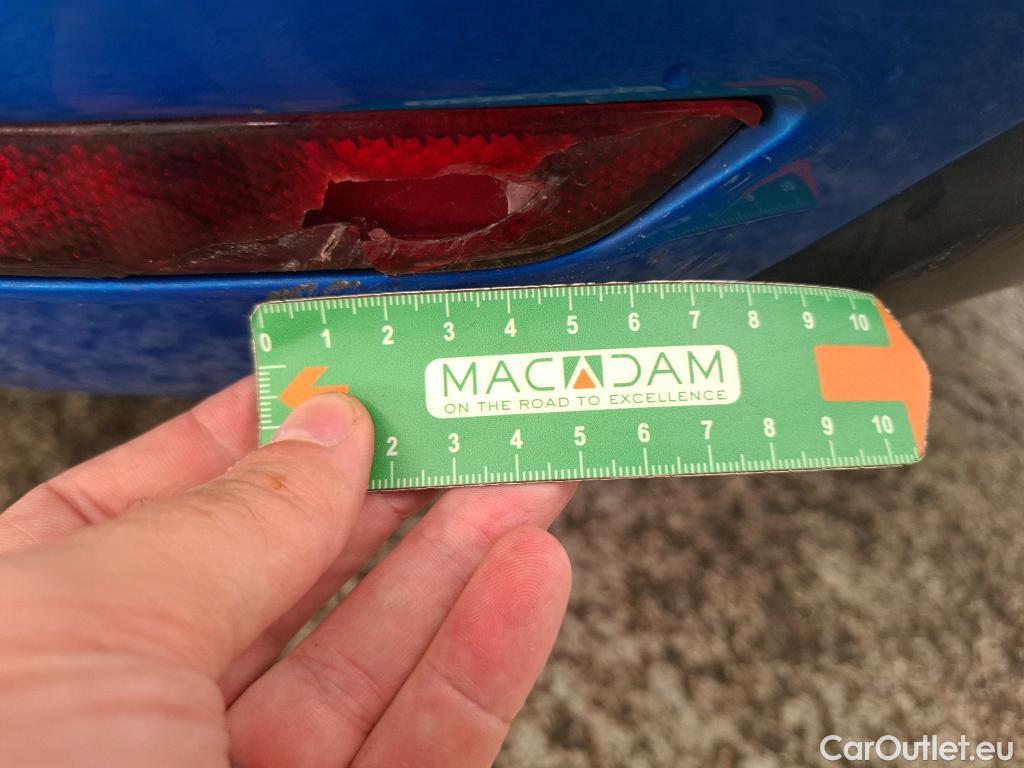 0 1 2 3 4 5 6 7 8 9 10
MACADAM
ON THE ROAD TO EXCELLENCE
2 3 4 5 6 7 8 9 10
CarOutlet.eu